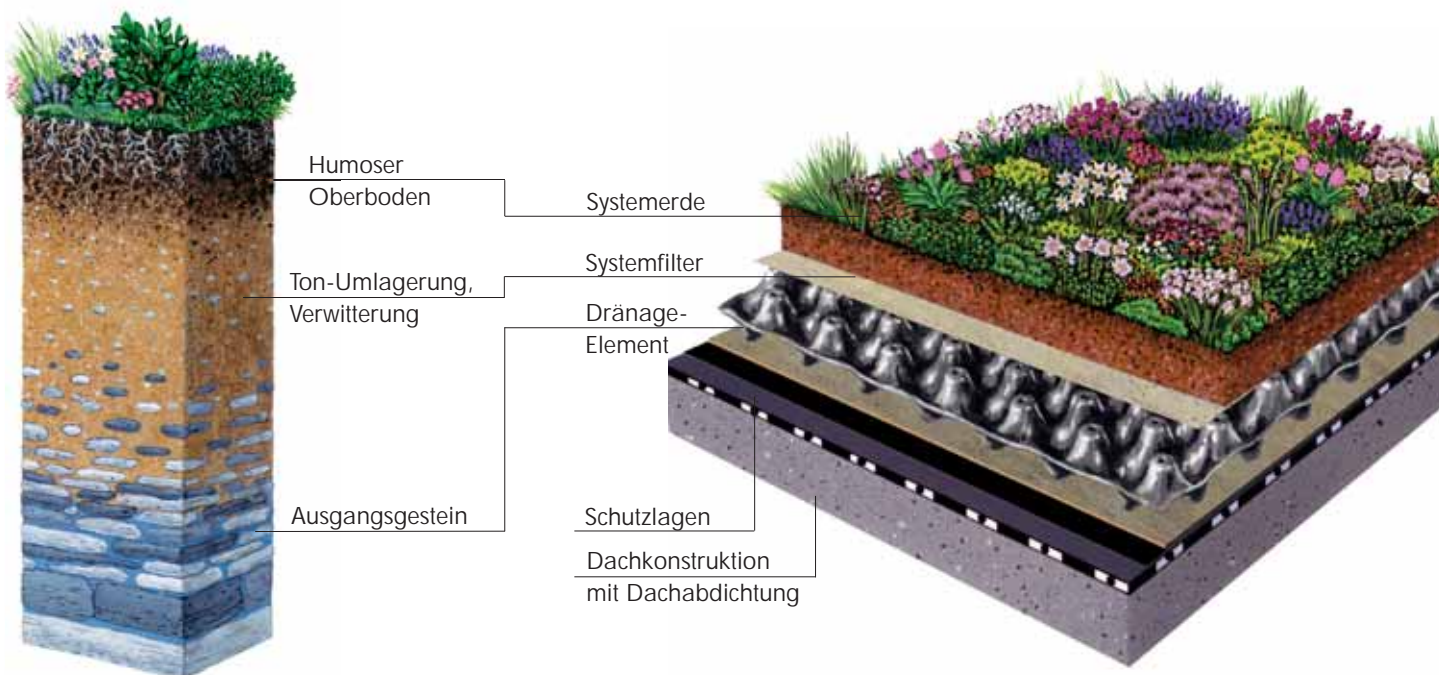 Humoser
Oberboden
Systemerde
Ton-Umlagerung,
Verwitterung
Systemfilter
Dränage-
Element
Ausgangsgestein
Schutzlagen
Dachkonstruktion
mit Dachabdichtung